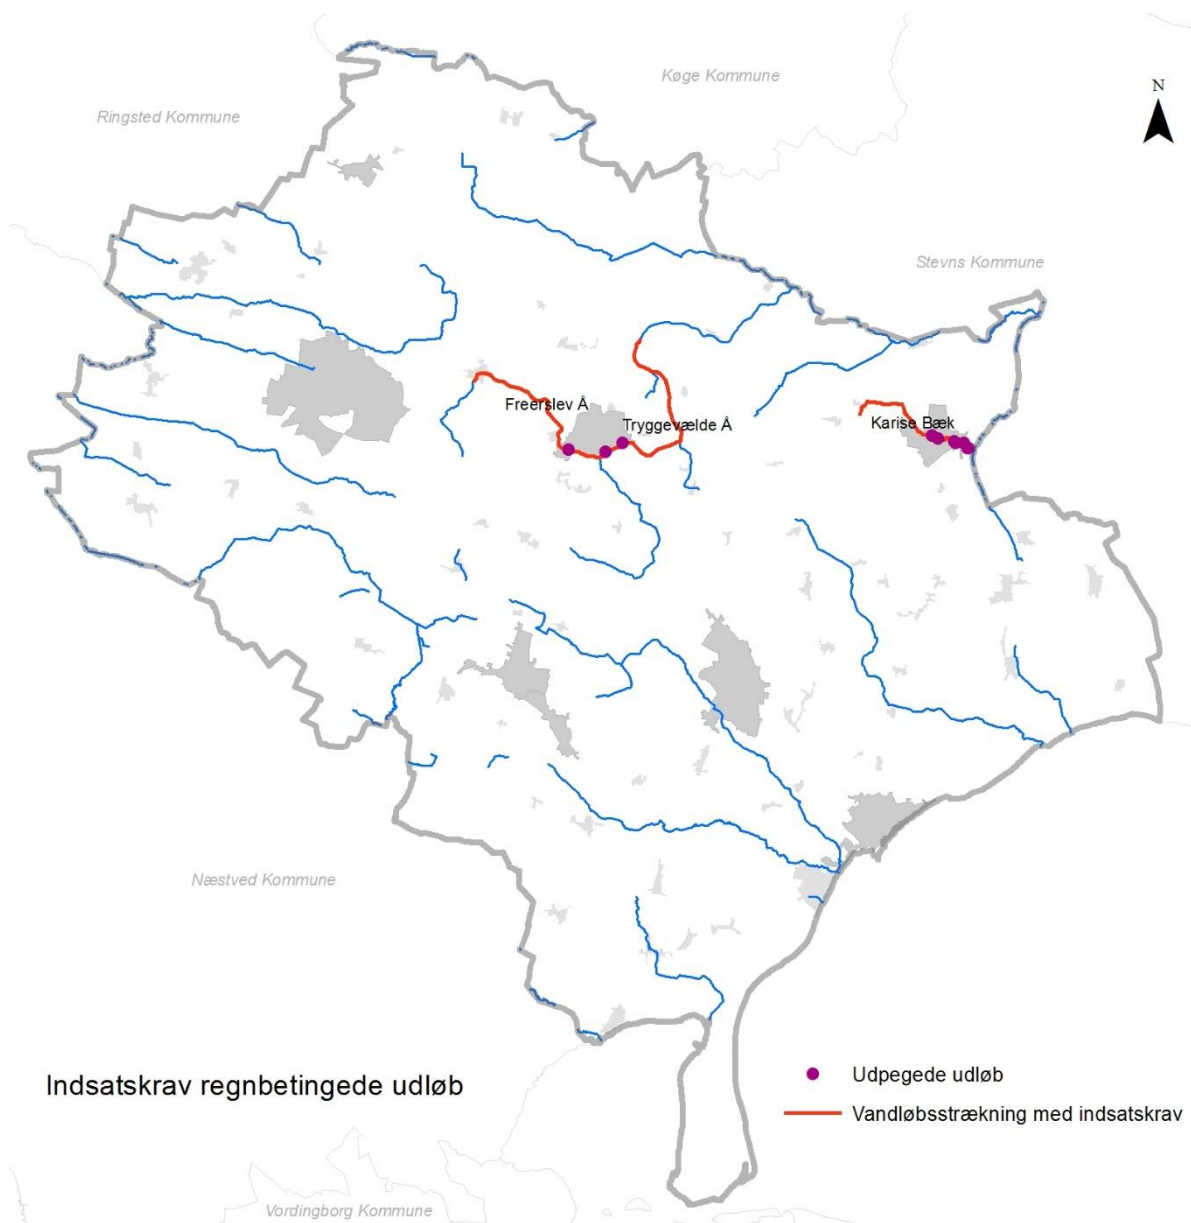 Køge Kommune
N
Ringsted Kommune
Stevns Kommune
Freerslev Å
Tryggevælde Å
Karise Bæk
Næstved Kommune
Indsatskrav regnbetingede udløb
Udpegede udløb
Vandløbsstrækning med indsatskrav
Vordingborg Kommune